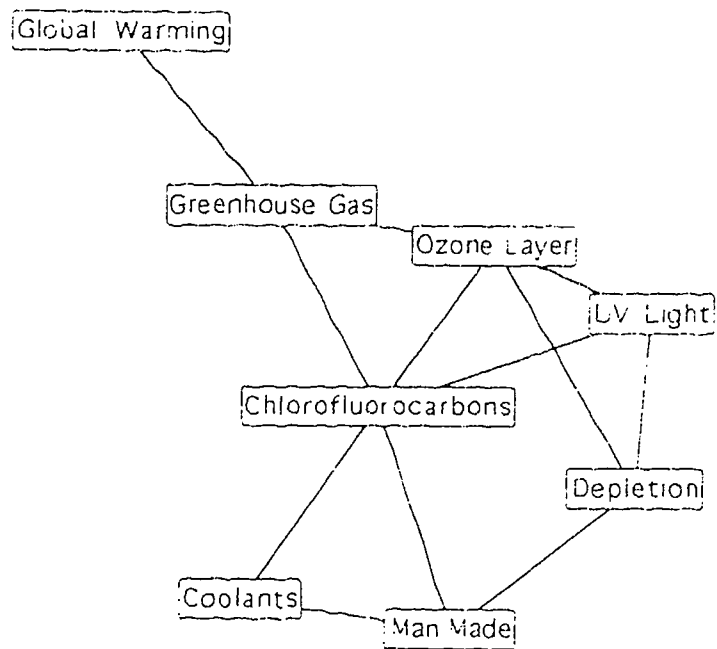 Global Warming
Greenhouse Gas
Ozone Layer
UV Light
Chlorofluorocarbons
Depletion
Coolants
Man Made